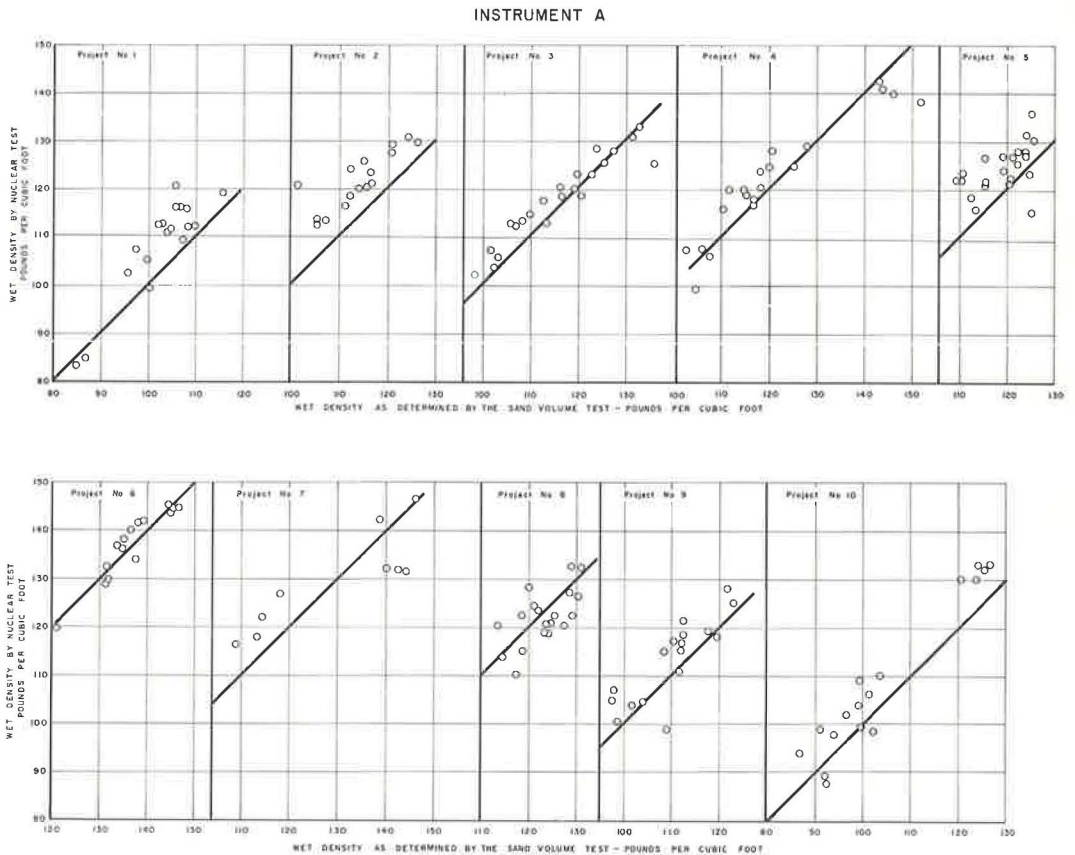 INSTRUMENT A
Project No 1
Project No 2
Project No 3
Project No 4
Project No 5
WET DENSITY BY NUCLEAR TEST
POUNDS PER CUBIC FOOT
150
140
130
120
110
100
90
80
80 90 100 110 120 100 110 120 130 100 110 120 130 100 110 120 130 140 110 120 130
WET DENSITY AS DETERMINED BY THE SAND VOLUME TEST - POUNDS PER CUBIC FOOT
Project No 6
Project No 7
Project No 8
Project No 9
Project No 10
WET DENSITY BY NUCLEAR TEST
POUNDS PER CUBIC FOOT
150
140
130
120
110
100
90
80
120 130 140 150 110 120 130 140 150 110 120 130 100 110 120 80 90 100 110 120 130
WET DENSITY AS DETERMINED BY THE SAND VOLUME TEST - POUNDS PER CUBIC FOOT